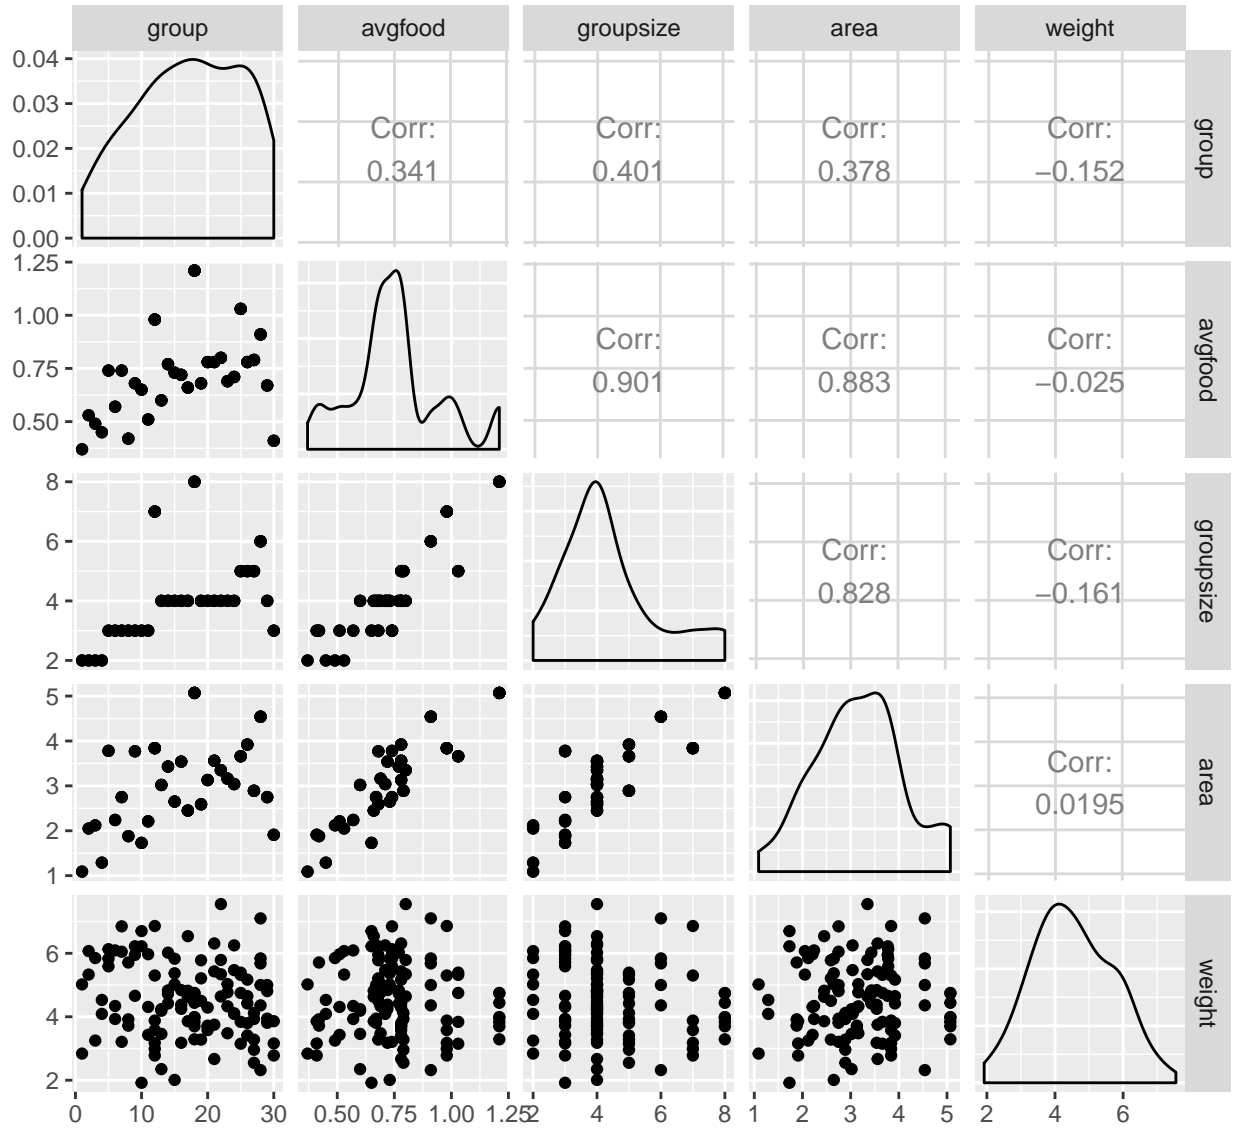 group avgfood groupsize area weight
0.04
0.03
0.02
0.01
0.00
Corr:
0.341
Corr:
0.401
Corr:
0.378
Corr:
−0.152
group
1.25
1.00
0.75
0.50
Corr:
0.901
Corr:
0.883
Corr:
−0.025
avgfood
8
6
4
2
Corr:
0.828
Corr:
−0.161
groupsize
5
4
3
2
1
Corr:
0.0195
area
6
4
2
weight
0 10 20 30 0.50 0.75 1.00 1.25 2 4 6 8 1 2 3 4 5 2 4 6